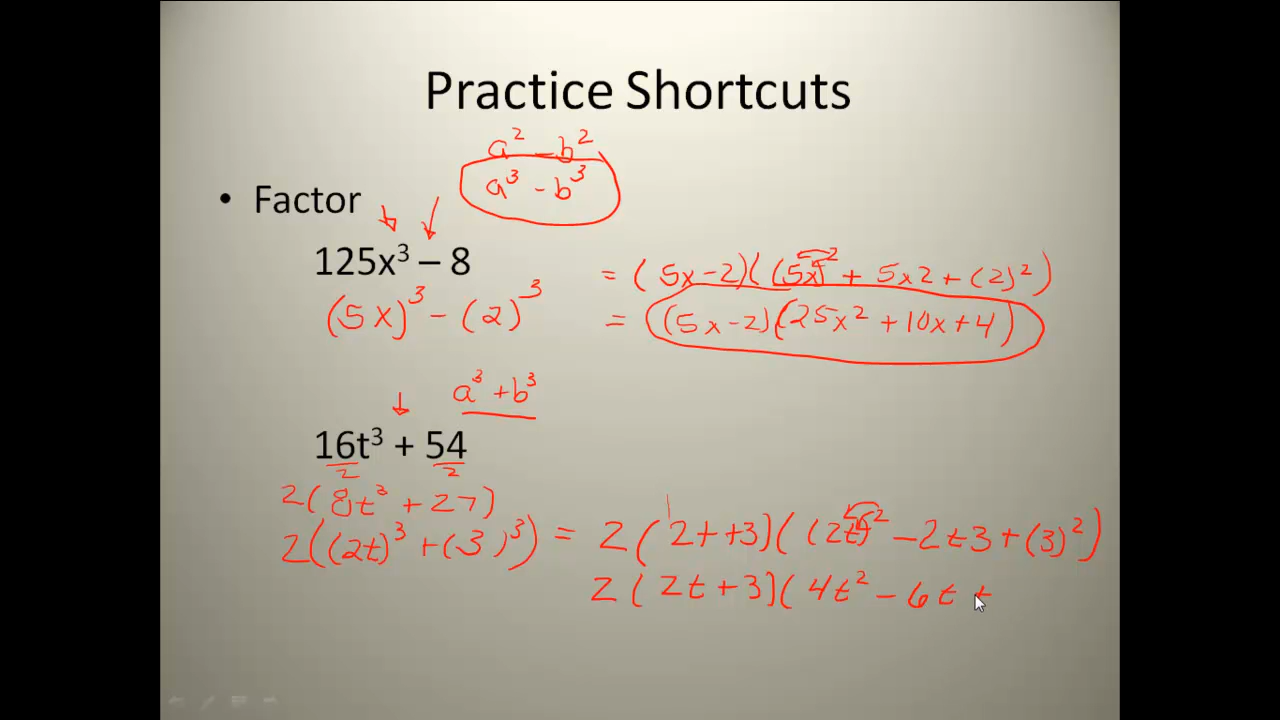 Practice Shortcuts
a² - b²
a³ - b³
• Factor
125x³ – 8
= (5x-2)((5x)² + 5x2 + (2)²)
(5x)³ - (2)³
= (5x-2)(25x² + 10x + 4)
a³ + b³
16t³ + 54
2 2
2(8t³ + 27)
2((2t)³ + (3)³) = 2(2t+3)((2t)² - 2t3 + (3)²)
2(2t+3)(4t² - 6t +